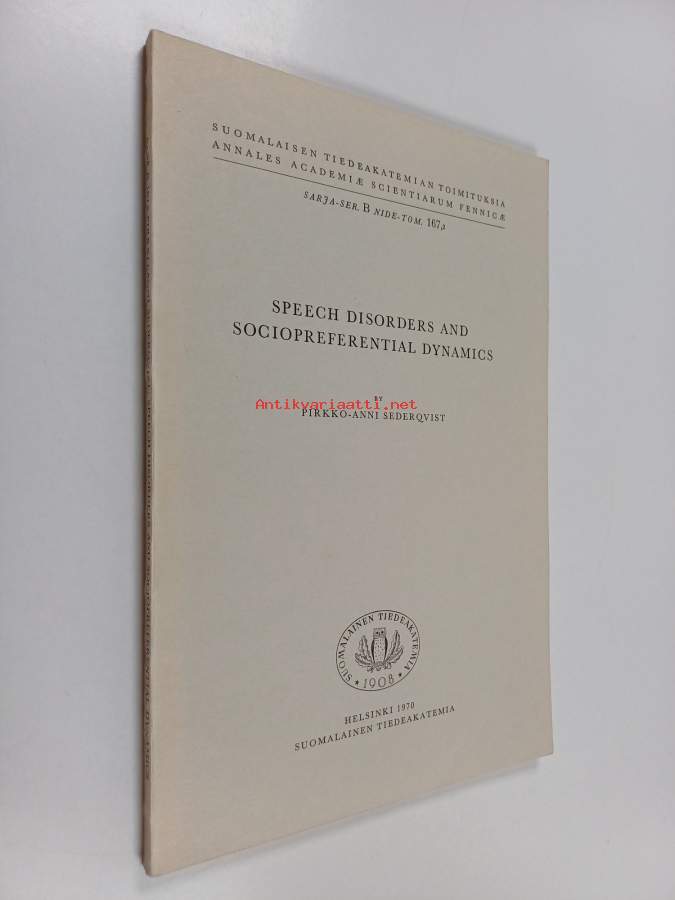 SUOMALAISEN TIEDEAKATEMIAN TOIMITUKSIA
ANNALES ACADEMIÆ SCIENTIARUM FENNICÆ
SARJA-SER. B NIDE-TOM. 167,3
SPEECH DISORDERS AND
SOCIOPREFERENTIAL DYNAMICS
BY
Antikvariaatti.net
PIRKKO-ANNI SEDERQVIST
SUOMALAINEN TIEDEAKATEMIA
* 1908 *
HELSINKI 1970
SUOMALAINEN TIEDEAKATEMIA